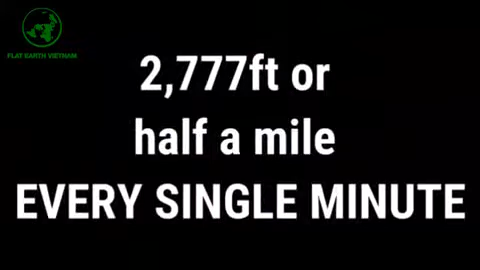 FLAT EARTH VIETNAM
2,777ft or
half a mile
EVERY SINGLE MINUTE